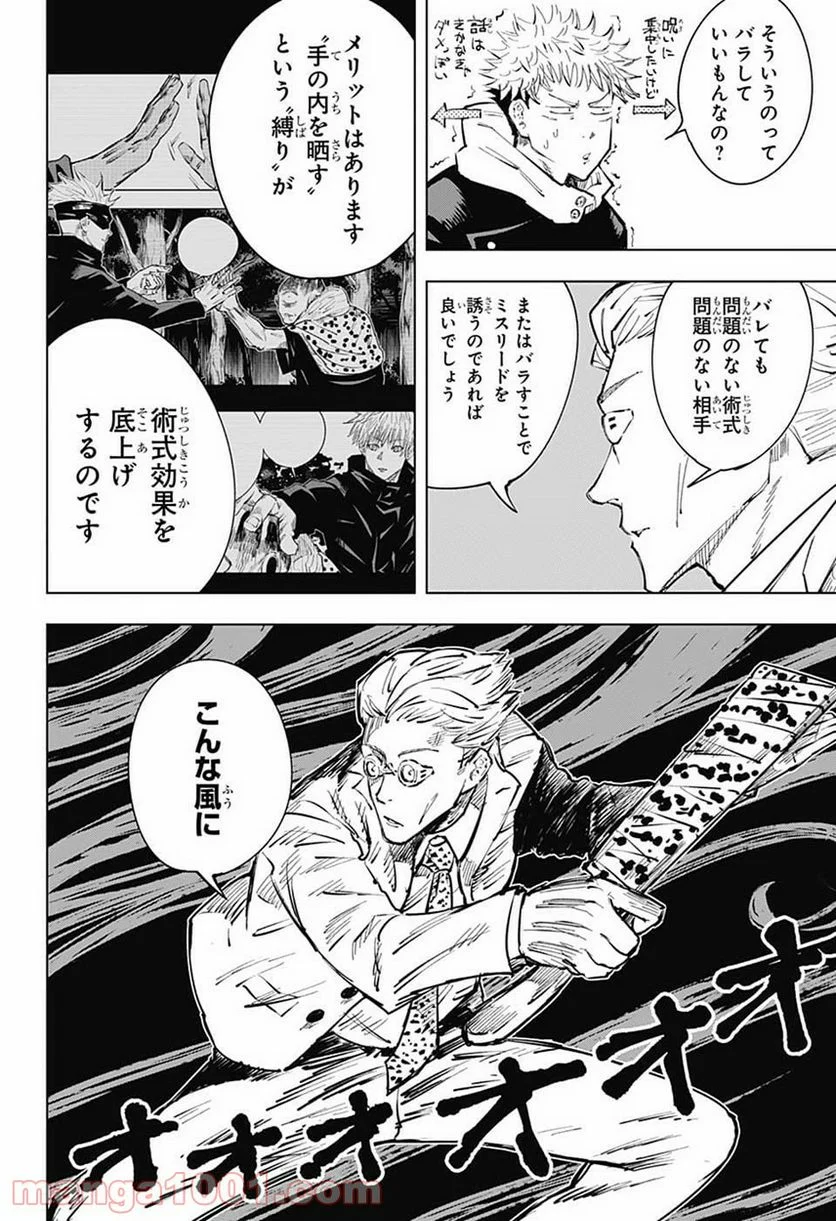 そういうのって
バラして
いいもんなの？
呪いに
集中したいけど
話は
きかなきゃ
ダメっぽい
バレても
問題のない術式
問題のない相手
またはバラすことで
ミスリードを
誘うのであれば
良いでしょう
メリットはあります
〝手の内を晒す〟
という〝縛り〟が
術式効果を
底上げ
するのです
こんな風に
オオオオオオ
manga1001.com